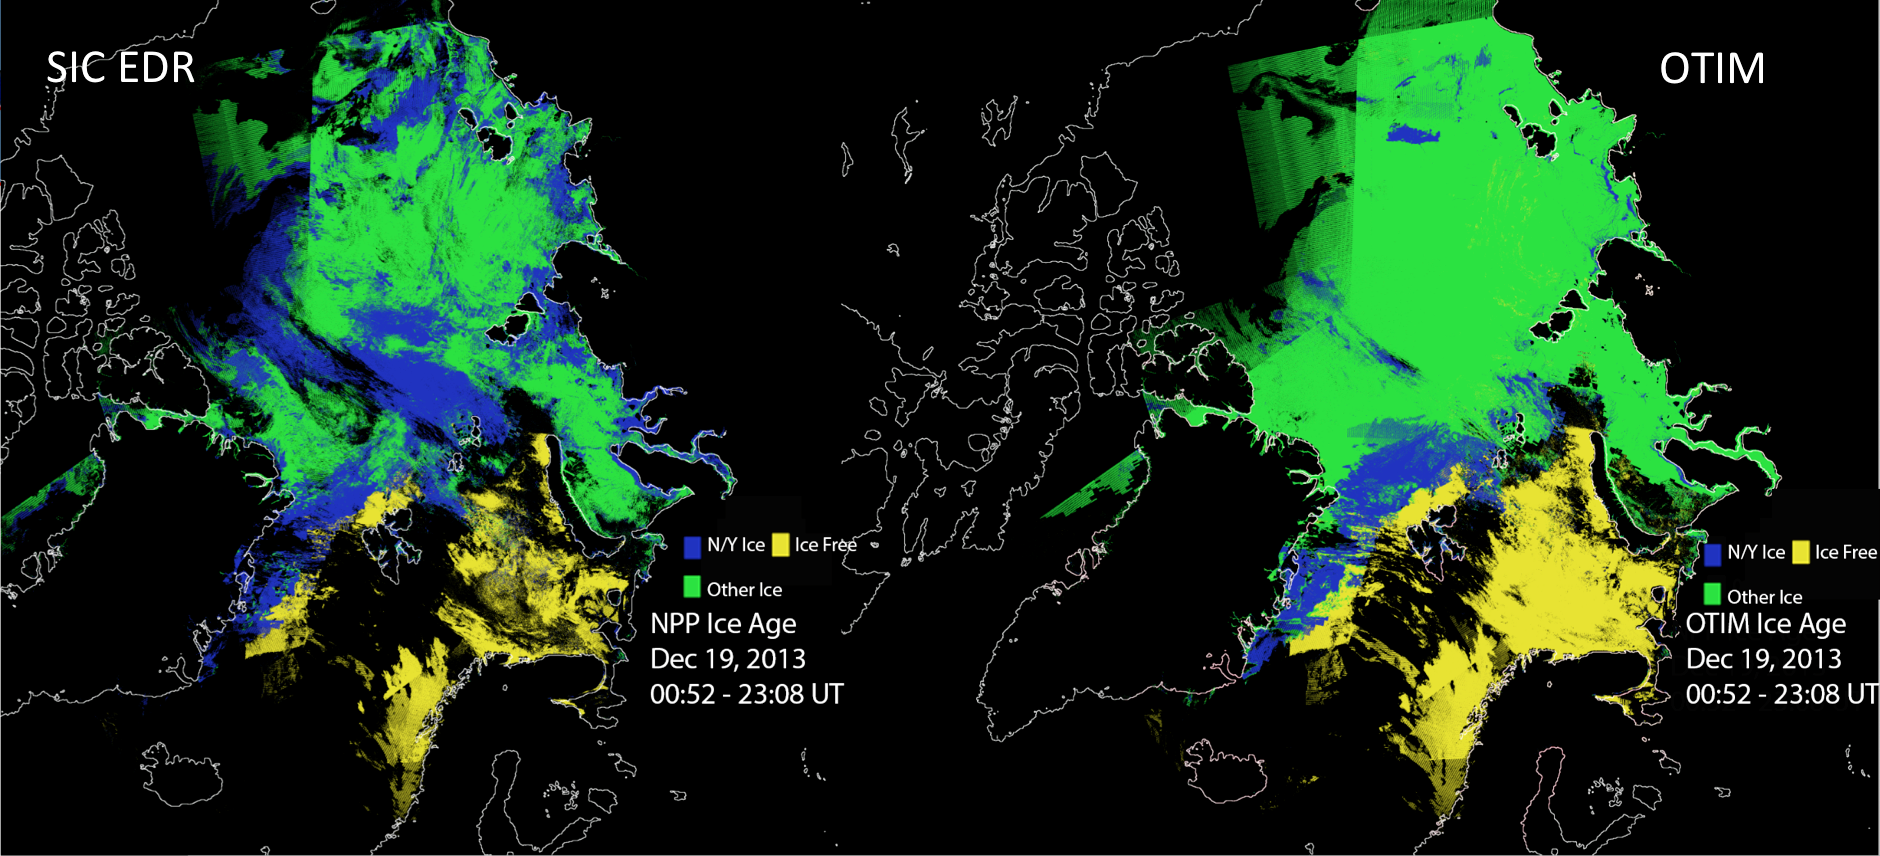 SIC EDR
N/Y Ice Ice Free
Other Ice
NPP Ice Age
Dec 19, 2013
00:52 - 23:08 UT
OTIM
N/Y Ice Ice Free
Other Ice
OTIM Ice Age
Dec 19, 2013
00:52 - 23:08 UT